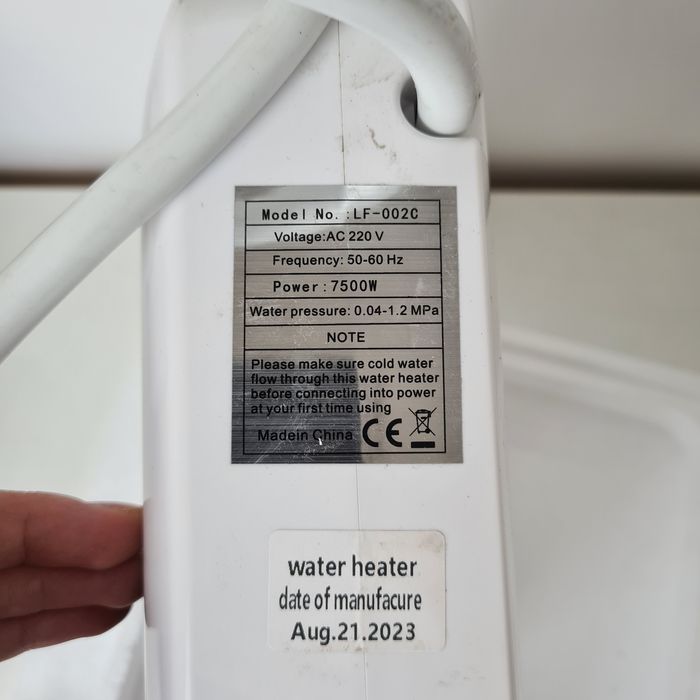 Model No. :LF-002C
Voltage:AC 220 V
Frequency: 50-60 Hz
Power :7500W
Water pressure: 0.04-1.2 MPa
NOTE
Please make sure cold water
flow through this water heater
before connecting into power
at your first time using
Madein China CE
water heater
date of manufacure
Aug.21.2023